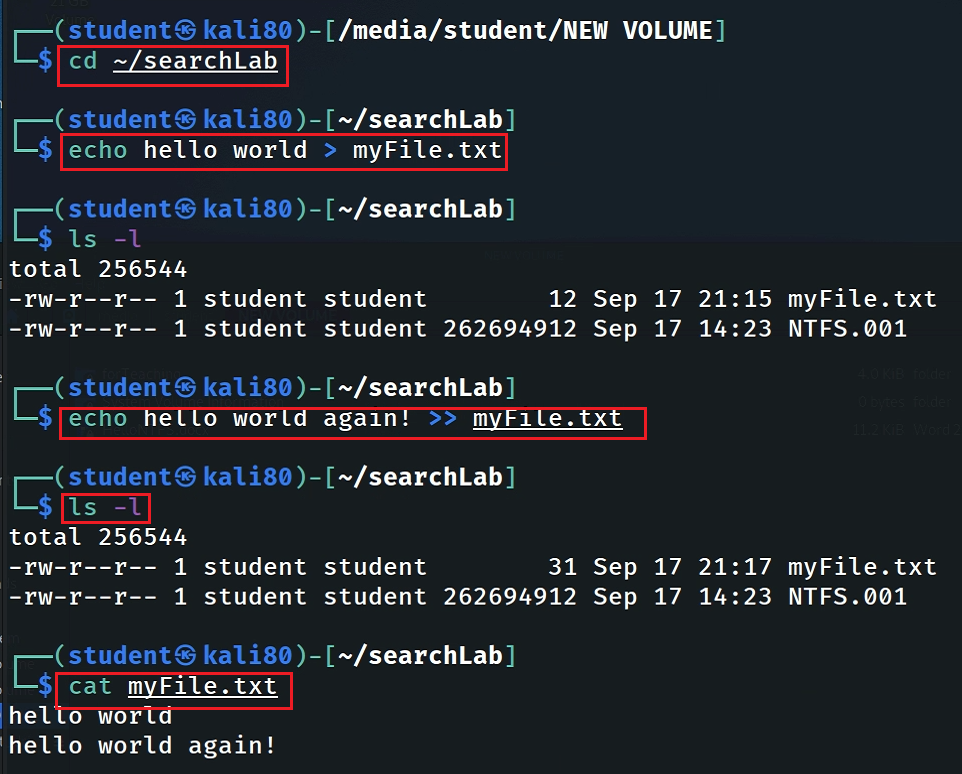 (student㉿kali80)-[/media/student/NEW VOLUME]
$ cd ~/searchLab
(student㉿kali80)-[~/searchLab]
$ echo hello world > myFile.txt
(student㉿kali80)-[~/searchLab]
$ ls -l
total 256544
-rw-r--r-- 1 student student        12 Sep 17 21:15 myFile.txt
-rw-r--r-- 1 student student 262694912 Sep 17 14:23 NTFS.001
(student㉿kali80)-[~/searchLab]
$ echo hello world again! >> myFile.txt
(student㉿kali80)-[~/searchLab]
$ ls -l
total 256544
-rw-r--r-- 1 student student        31 Sep 17 21:17 myFile.txt
-rw-r--r-- 1 student student 262694912 Sep 17 14:23 NTFS.001
(student㉿kali80)-[~/searchLab]
$ cat myFile.txt
hello world
hello world again!